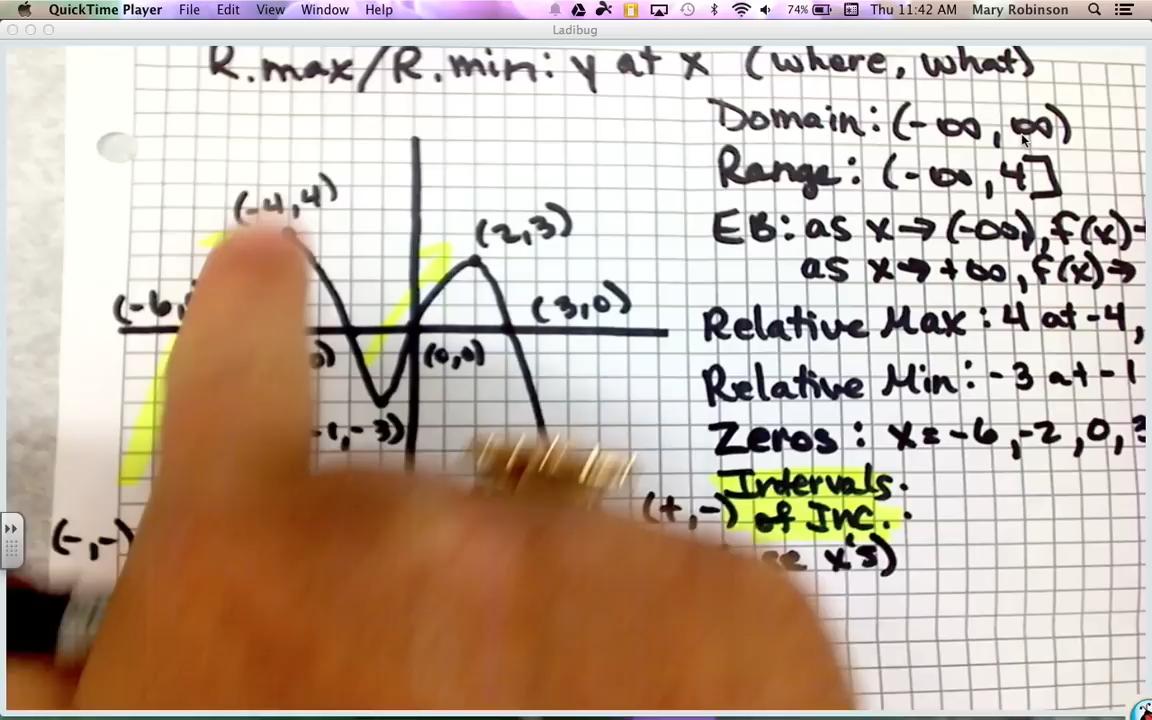 QuickTime Player File Edit View Window Help 74% Thu 11:42 AM Mary Robinson
Ladibug
R.max/R.min: y at x (where, what)
Domain: (-∞, ∞)
Range: (-∞, 4]
(-4,4)
(2,3)
EB: as x→(-∞), f(x)-
as x→+∞, f(x)→
(-6,
(3,0)
Relative Max: 4 at -4,
0)
(0,0)
Relative Min: -3 at -1
-1,-3)
Zeros: x=-6,-2,0,3
Intervals
(+,-) of Inc.
(-,-)
x's)